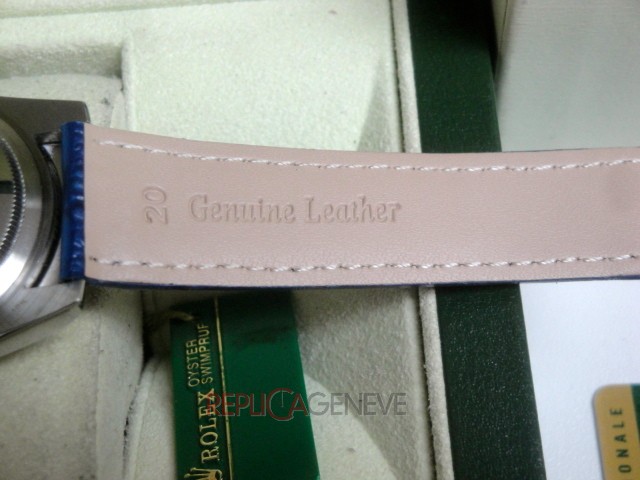 20 Genuine Leather
ROLEX
OYSTER
SWIMPRUF
REPLICAGENEVE
ONALE